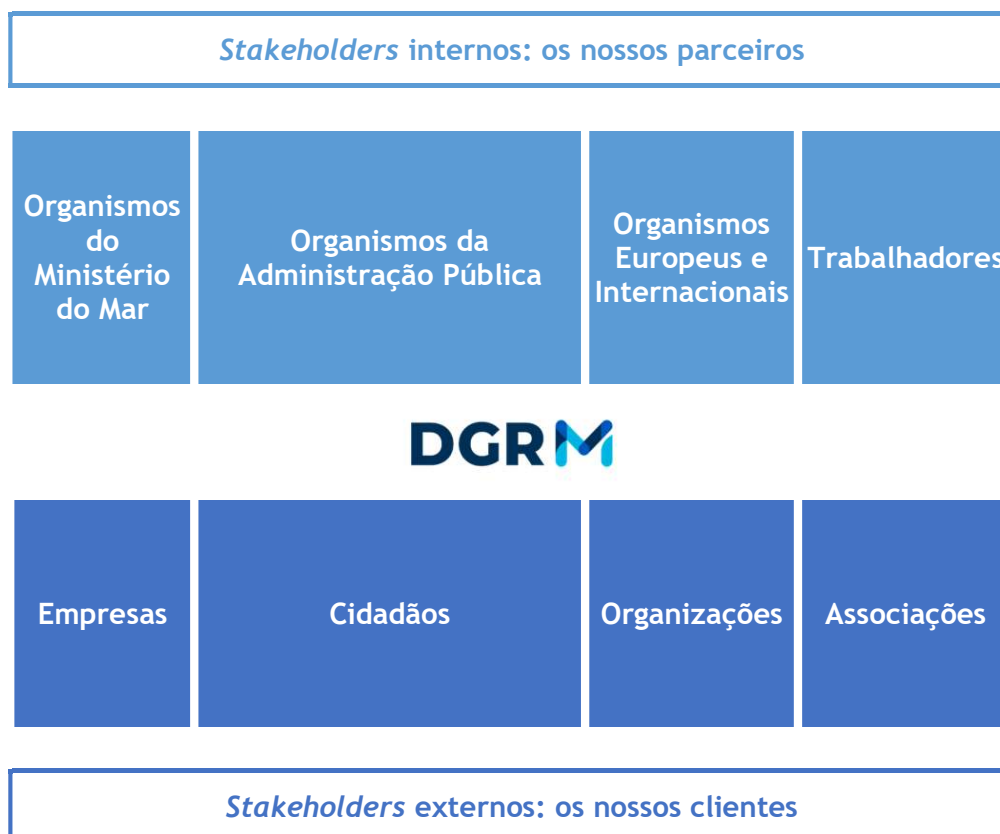 Stakeholders internos: os nossos parceiros
Organismos
do
Ministério
do Mar
Organismos da
Administração Pública
Organismos
Europeus e
Internacionais
Trabalhadores
DGRM
Empresas
Cidadãos
Organizações
Associações
Stakeholders externos: os nossos clientes